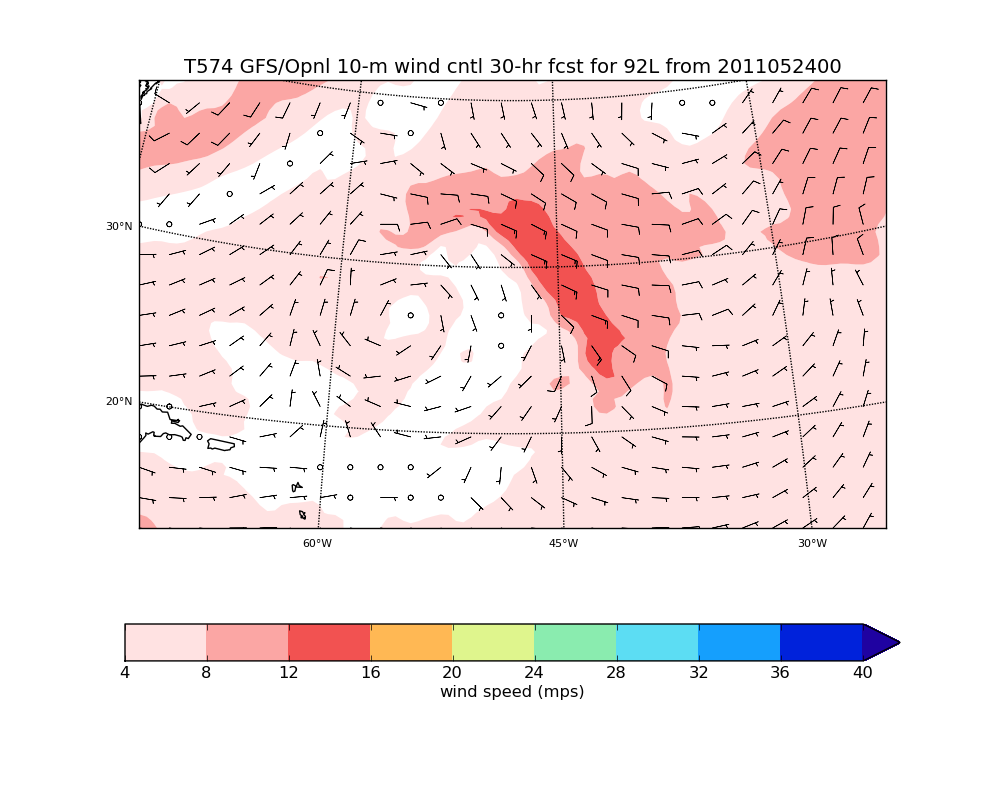 T574 GFS/Opnl 10-m wind cntl 30-hr fcst for 92L from 2011052400
30°N
20°N
60°W 45°W 30°W
4 8 12 16 20 24 28 32 36 40
wind speed (mps)